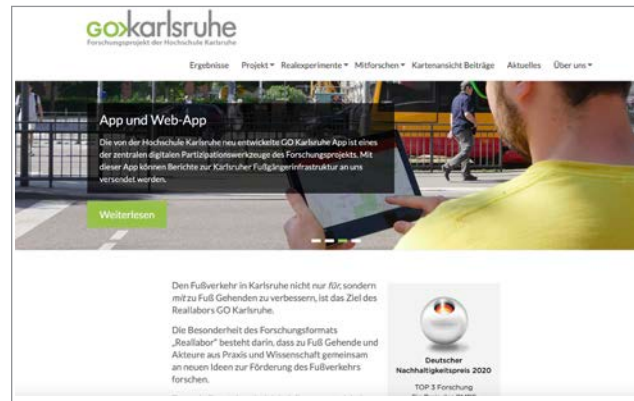 GO>karlsruhe
Forschungsprojekt der Hochschule Karlsruhe
Ergebnisse Projekt Realexperimente Mitforschen Kartenansicht Beiträge Aktuelles Über uns
App und Web-App
Die von der Hochschule Karlsruhe neu entwickelte GO Karlsruhe App ist eines
der zentralen digitalen Partizipationswerkzeuge des Forschungsprojekts. Mit
dieser App können Berichte zur Karlsruher Fußgängerinfrastruktur an uns
versendet werden.
Weiterlesen
Den Fußverkehr in Karlsruhe nicht nur für, sondern
mit zu Fuß Gehenden zu verbessern, ist das Ziel des
Reallabors GO Karlsruhe.
Die Besonderheit des Forschungsformats
„Reallabor" besteht darin, dass zu Fuß Gehende und
Akteure aus Praxis und Wissenschaft gemeinsam
an neuen Ideen zur Förderung des Fußverkehrs
forschen.
Deutscher
Nachhaltigkeitspreis 2020
TOP 3 Forschung